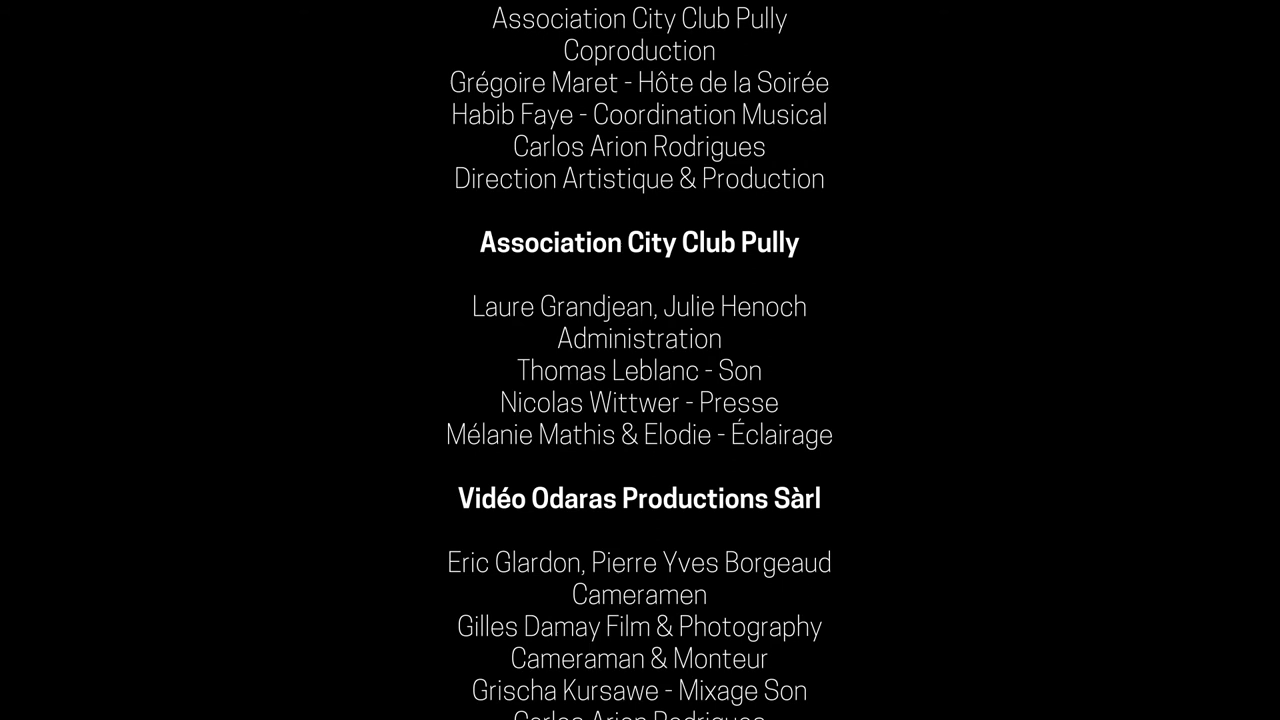 Association City Club Pully
Coproduction
Grégoire Maret - Hôte de la Soirée
Habib Faye - Coordination Musical
Carlos Arion Rodrigues
Direction Artistique & Production
Association City Club Pully
Laure Grandjean, Julie Henoch
Administration
Thomas Leblanc - Son
Nicolas Wittwer - Presse
Mélanie Mathis & Elodie - Éclairage
Vidéo Odaras Productions Sàrl
Eric Glardon, Pierre Yves Borgeaud
Cameramen
Gilles Damay Film & Photography
Cameraman & Monteur
Grischa Kursawe - Mixage Son
Carlos Arion Rodrigues